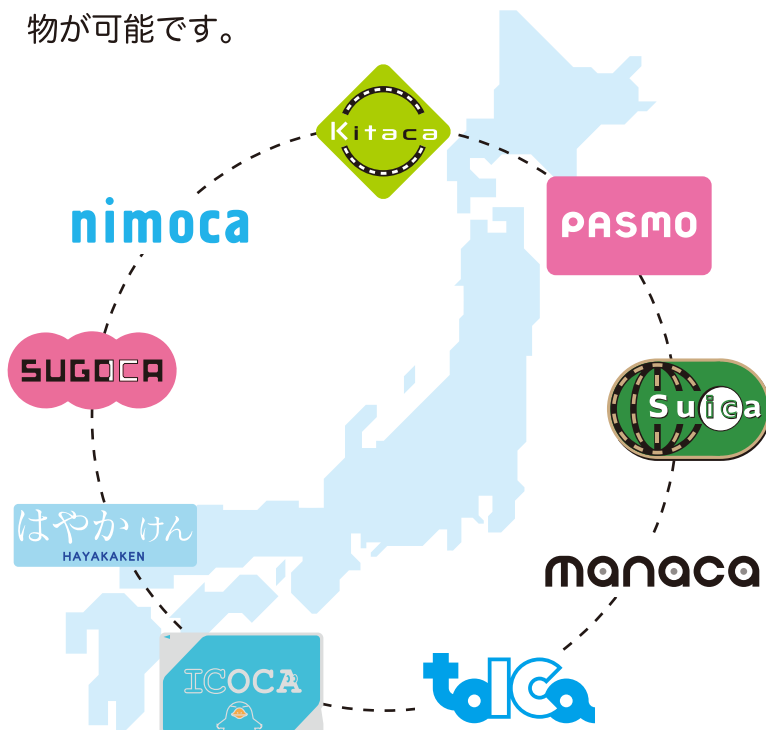 物が可能です。
Kitaca
PASMO
nimoca
SUGOCA
Suica
はやかけん
HAYAKAKEN
manaca
ICOCA
toICa